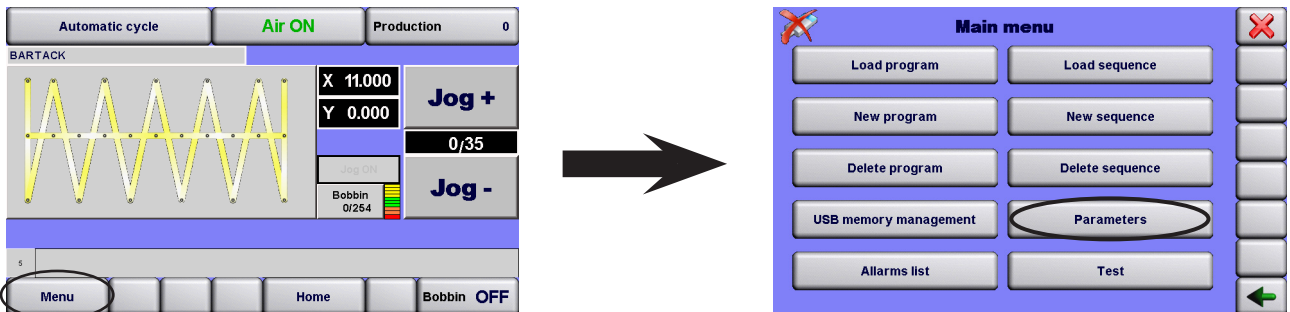 Automatic cycle
Air ON
Production 0
BARTACK
X 11.000
Y 0.000
Jog +
0/35
Jog ON
Bobbin
0/254
Jog -
5
Menu
Home
Bobbin OFF
Main menu
Load program
Load sequence
New program
New sequence
Delete program
Delete sequence
USB memory management
Parameters
Allarms list
Test